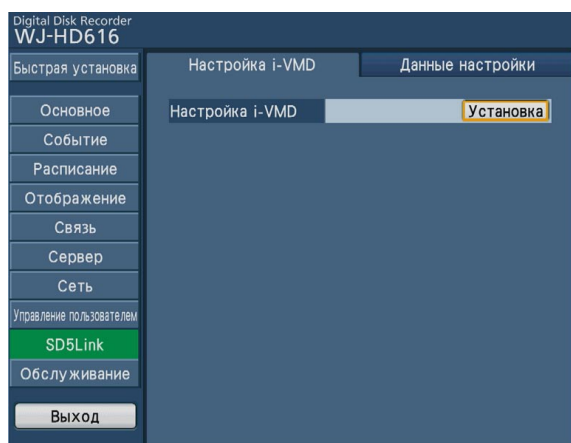 Digital Disk Recorder
WJ-HD616
Быстрая установка
Настройка i-VMD
Данные настройки
Настройка i-VMD
Установка
Основное
Событие
Расписание
Отображение
Связь
Сервер
Сеть
Управление пользователем
SD5Link
Обслуживание
Выход